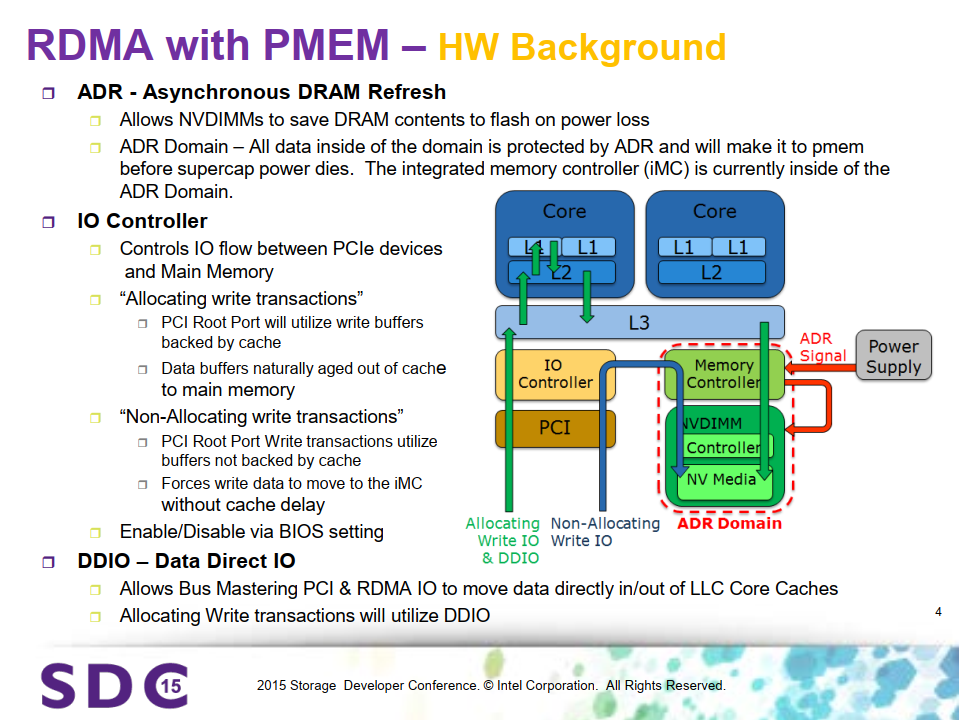 RDMA with PMEM – HW Background
ADR - Asynchronous DRAM Refresh
Allows NVDIMMs to save DRAM contents to flash on power loss
ADR Domain – All data inside of the domain is protected by ADR and will make it to pmem
before supercap power dies. The integrated memory controller (iMC) is currently inside of the
ADR Domain.
IO Controller
Controls IO flow between PCIe devices
and Main Memory
“Allocating write transactions”
PCI Root Port will utilize write buffers
backed by cache
Data buffers naturally aged out of cache
to main memory
“Non-Allocating write transactions”
PCI Root Port Write transactions utilize
buffers not backed by cache
Forces write data to move to the iMC
without cache delay
Enable/Disable via BIOS setting
DDIO – Data Direct IO
Allows Bus Mastering PCI & RDMA IO to move data directly in/out of LLC Core Caches
Allocating Write transactions will utilize DDIO
Core
Core
L1
L1
L1
L1
L2
L2
L3
IO
Controller
Memory
Controller
ADR
Signal
Power
Supply
PCI
NVDIMM
Controller
NV Media
Allocating
Write IO
& DDIO
Non-Allocating
Write IO
ADR Domain
4
SDC 15
2015 Storage Developer Conference. © Intel Corporation. All Rights Reserved.